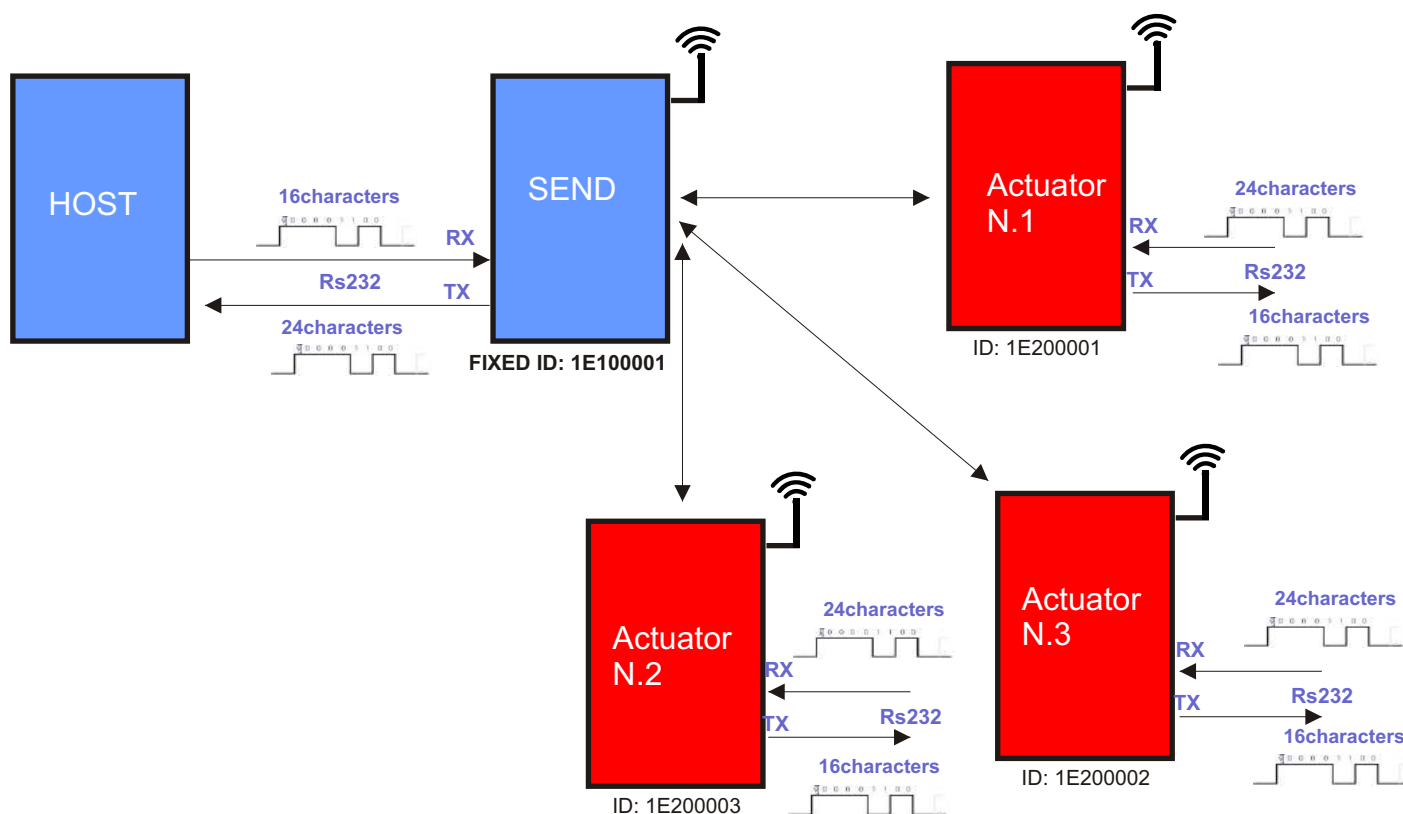 HOST
16characters
RX
Rs232
TX
24characters
SEND
FIXED ID: 1E100001
Actuator
N.1
24characters
RX
TX
Rs232
16characters
ID: 1E200001
Actuator
N.2
24characters
RX
TX
Rs232
16characters
ID: 1E200003
Actuator
N.3
24characters
RX
TX
Rs232
16characters
ID: 1E200002